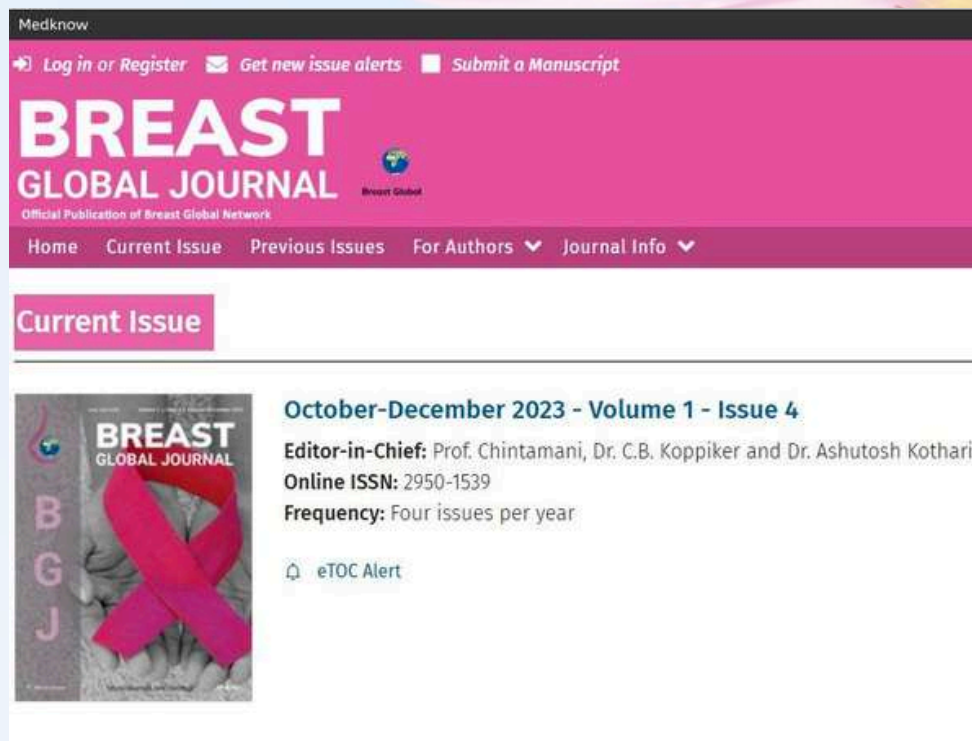 Medknow
Log in or Register Get new issue alerts Submit a Manuscript
BREAST
GLOBAL JOURNAL
Breast Global
Official Publication of Breast Global Network
Home Current Issue Previous Issues For Authors Journal Info
Current Issue
October-December 2023 - Volume 1 - Issue 4
Editor-in-Chief: Prof. Chintamani, Dr. C.B. Koppiker and Dr. Ashutosh Kothari
Online ISSN: 2950-1539
Frequency: Four issues per year
eTOC Alert
BREAST
GLOBAL JOURNAL
B
G
J